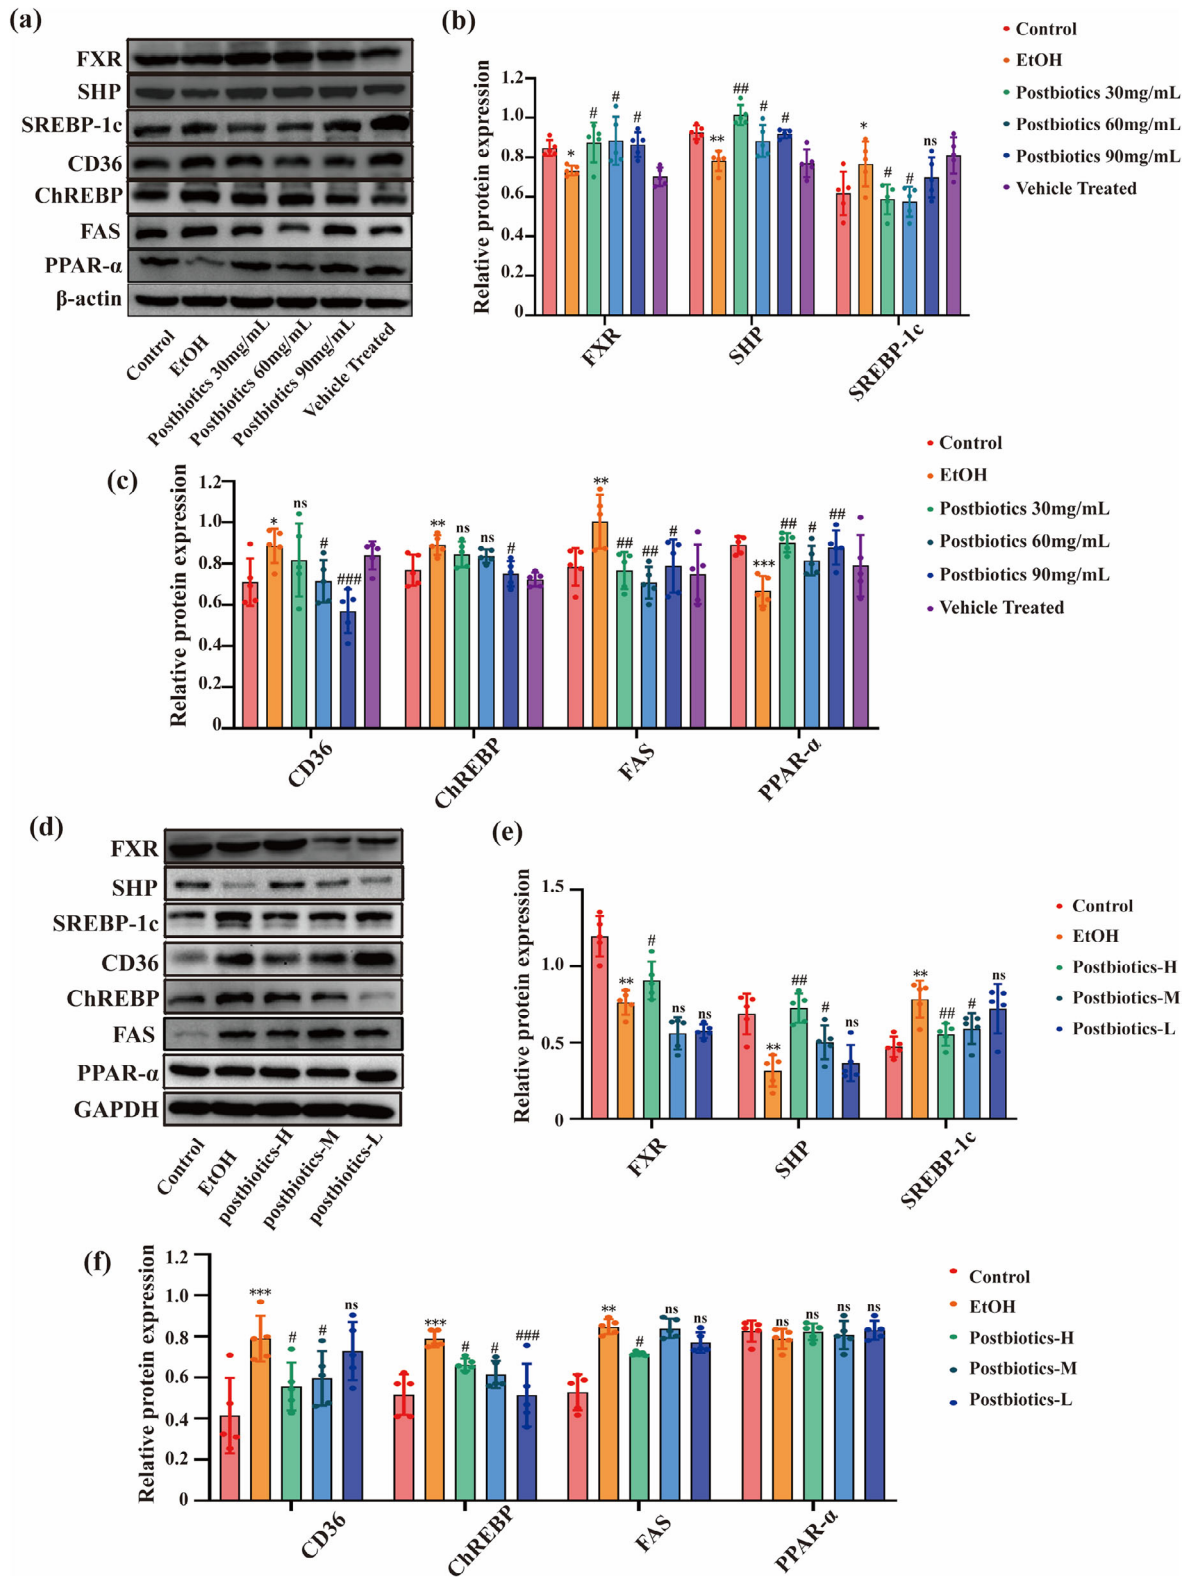 (a)
FXR
SHP
SREBP-1c
CD36
ChREBP
FAS
PPAR-α
β-actin
Control
EtOH
Postbiotics 30mg/mL
Postbiotics 60mg/mL
Postbiotics 90mg/mL
Vehicle Treated
(b)
Relative protein expression
1.2
1.0
0.8
0.6
0.4
0.2
0
* # # #
** ## # #
* # # ns
FXR
SHP
SREBP-1c
Control
EtOH
Postbiotics 30mg/mL
Postbiotics 60mg/mL
Postbiotics 90mg/mL
Vehicle Treated
(c)
Relative protein expression
1.2
1.0
0.8
0.6
0.4
0.2
0
* ns # ###
** ns ns #
** ## ## #
*** ## # ##
CD36
ChREBP
FAS
PPAR-α
Control
EtOH
Postbiotics 30mg/mL
Postbiotics 60mg/mL
Postbiotics 90mg/mL
Vehicle Treated
(d)
FXR
SHP
SREBP-1c
CD36
ChREBP
FAS
PPAR-α
GAPDH
Control
EtOH
postbiotics-H
postbiotics-M
postbiotics-L
(e)
Relative protein expression
1.5
1.0
0.5
0
** # ns ns
** ## # ns
** ## # ns
FXR
SHP
SREBP-1c
Control
EtOH
Postbiotics-H
Postbiotics-M
Postbiotics-L
(f)
Relative protein expression
1.2
1.0
0.8
0.6
0.4
0.2
0
*** # # ns
*** # # ###
** # ns ns
ns ns ns
CD36
ChREBP
FAS
PPAR-α
Control
EtOH
Postbiotics-H
Postbiotics-M
Postbiotics-L